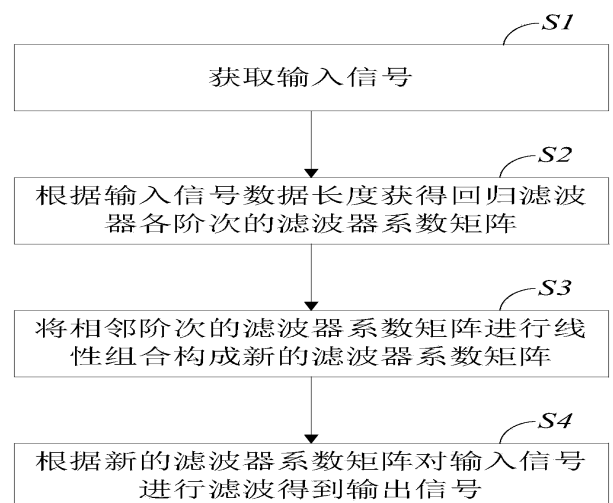 S1
获取输入信号
S2
根据输入信号数据长度获得回归滤波
器各阶次的滤波器系数矩阵
S3
将相邻阶次的滤波器系数矩阵进行线
性组合构成新的滤波器系数矩阵
S4
根据新的滤波器系数矩阵对输入信号
进行滤波得到输出信号